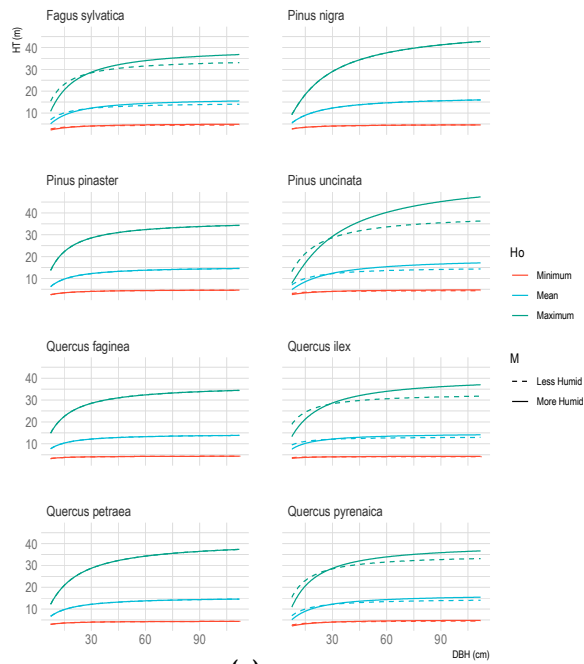 Fagus sylvatica
Pinus nigra
HT (m)
40
30
20
10
Pinus pinaster
Pinus uncinata
40
30
20
10
Ho
Minimum
Mean
Maximum
Quercus faginea
Quercus ilex
M
Less Humid
More Humid
40
30
20
10
Quercus petraea
Quercus pyrenaica
40
30
20
10
30 60 90
30 60 90
DBH (cm)